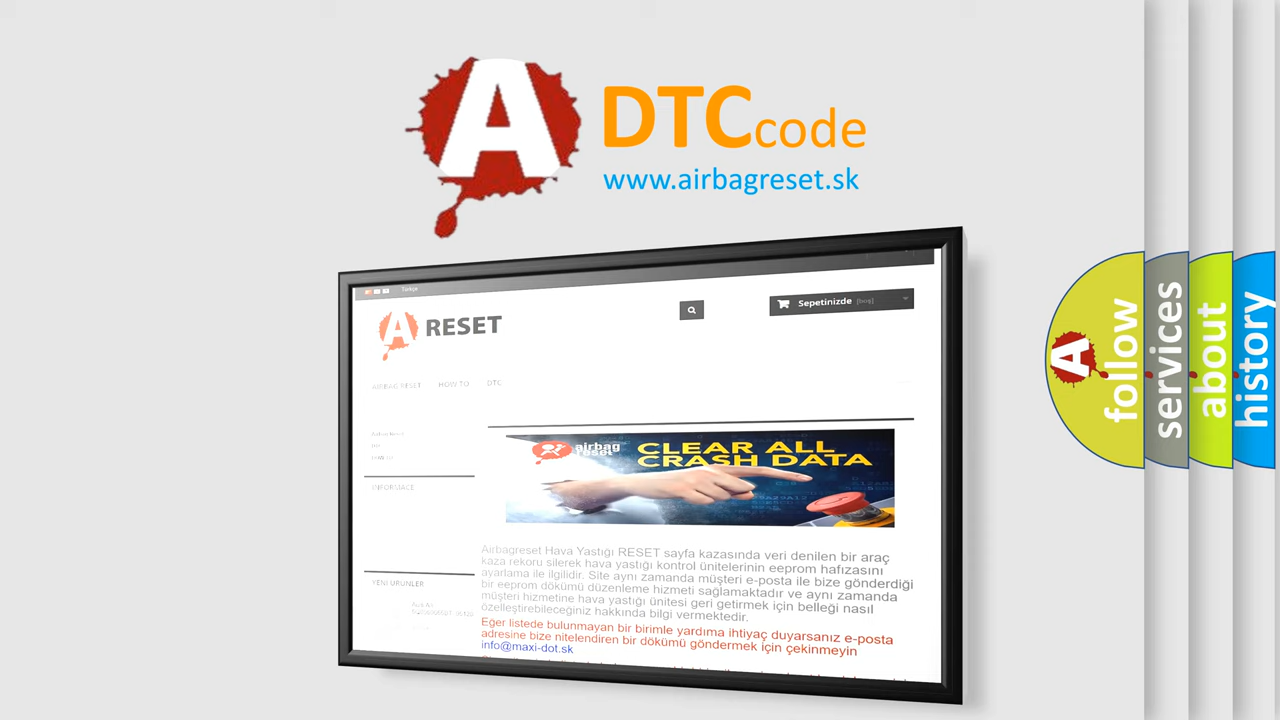 A DTC code
www.airbagreset.sk
Türkçe
A RESET
Sepetinizde
AIRBAG RESET HOW TO DTC
airbag
reset
CLEAR ALL
CRASH DATA
INFORMACE
Airbagreset Hava Yastığı RESET sayfa kazasında veri denilen bir araç
kaza rekoru silerek hava yastığı kontrol ünitelerinin eeprom hafızasını
ayarlama ile ilgilidir. Site aynı zamanda müşteri e-posta ile bize gönderdiği
bir eeprom dökümü düzenleme hizmeti sağlamaktadır ve aynı zamanda
müşteri hizmetine hava yastığı ünitesi geri getirmek için belleği nasıl
özelleştirebileceğiniz hakkında bilgi vermektedir.
Eğer listede bulunmayan bir birimle yardıma ihtiyaç duyarsanız e-posta
adresine bize nitelendiren bir dökümü göndermek için çekinmeyin
info@maxi-dot.sk
YENI ÜRÜNLER
A
follow
services
about
history